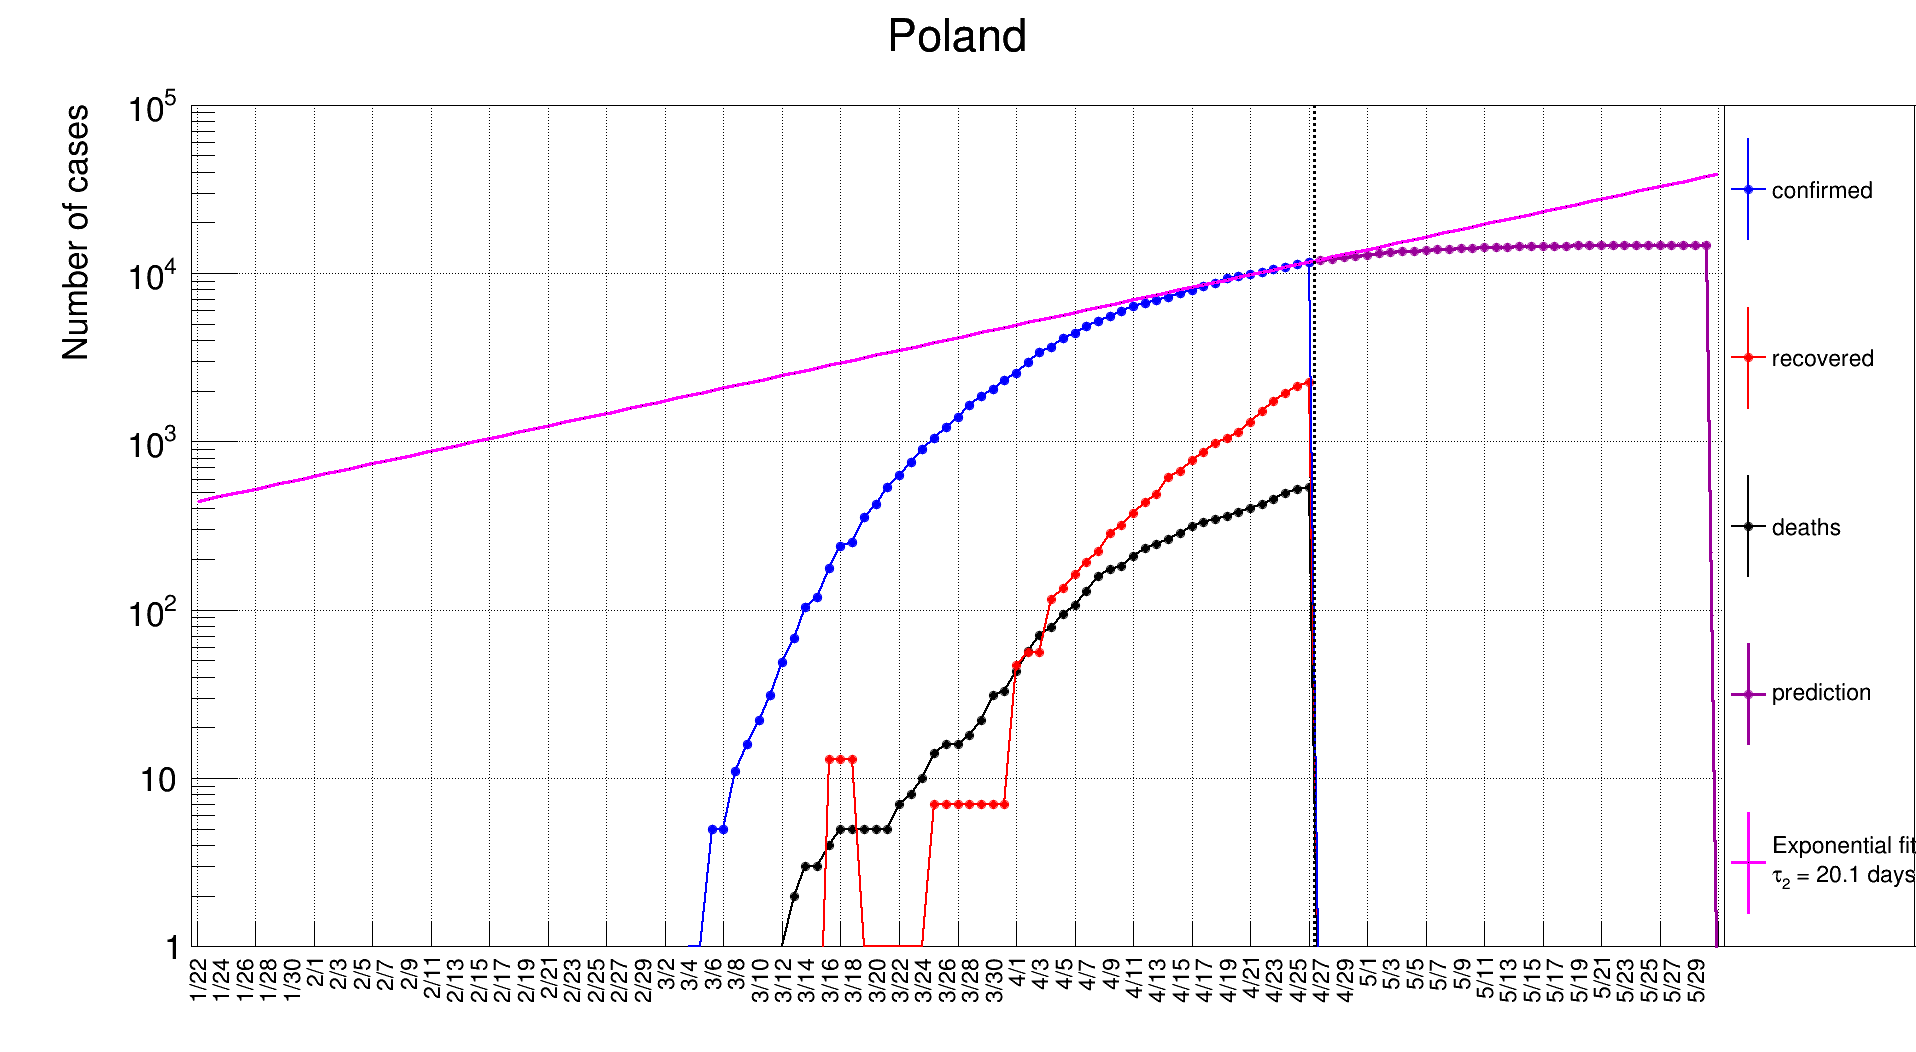 Poland
Number of cases
10^5
10^4
10^3
10^2
10
1
1/22 1/24 1/26 1/28 1/30 2/1 2/3 2/5 2/7 2/9 2/11 2/13 2/15 2/17 2/19 2/21 2/23 2/25 2/27 2/29 3/2 3/4 3/6 3/8 3/10 3/12 3/14 3/16 3/18 3/20 3/22 3/24 3/26 3/28 3/30 4/1 4/3 4/5 4/7 4/9 4/11 4/13 4/15 4/17 4/19 4/21 4/23 4/25 4/27 4/29 5/1 5/3 5/5 5/7 5/9 5/11 5/13 5/15 5/17 5/19 5/21 5/23 5/25 5/27 5/29
confirmed
recovered
deaths
prediction
Exponential fit
τ₂ = 20.1 days